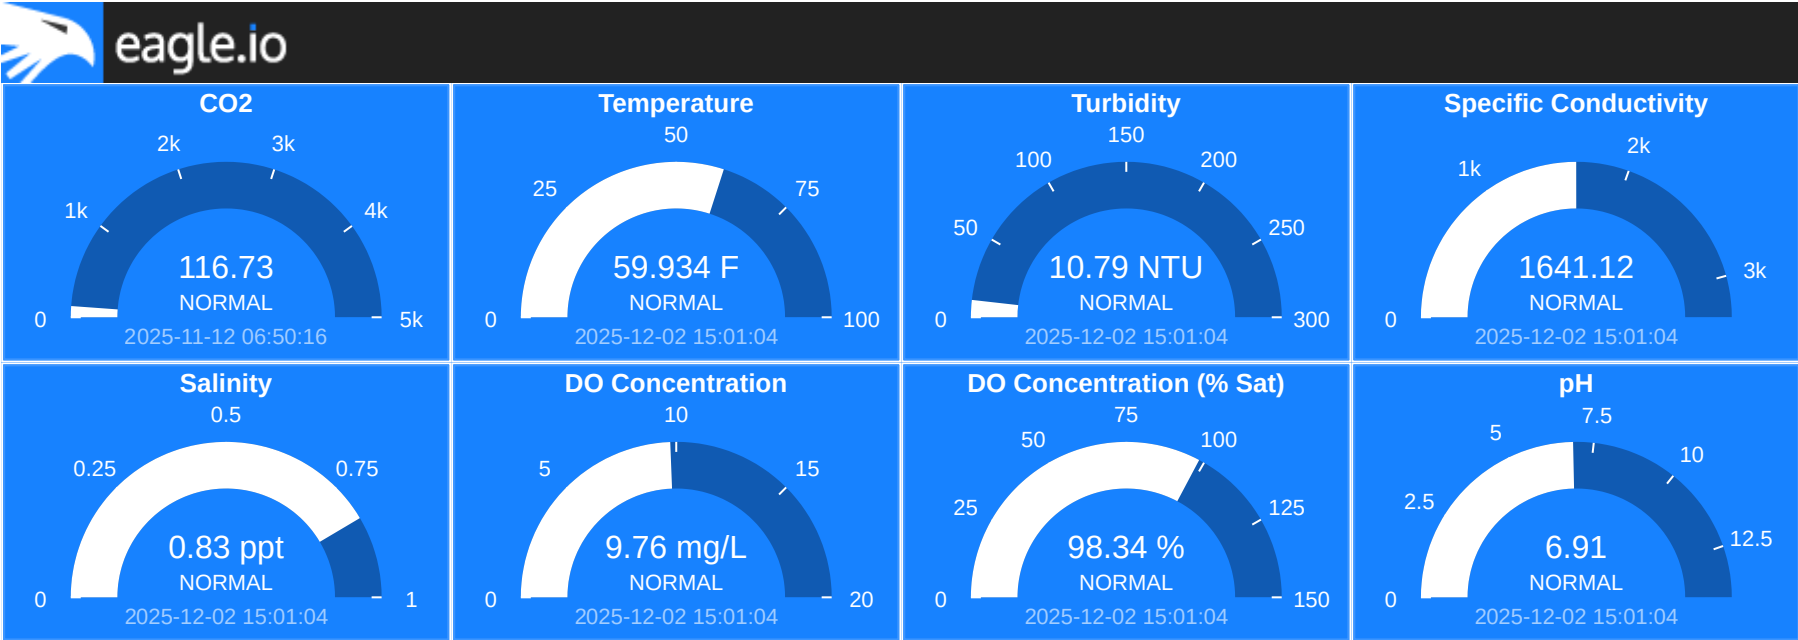 eagle.io
CO2
0
1k
2k
3k
4k
5k
116.73
NORMAL
2025-11-12 06:50:16
Temperature
0
25
50
75
100
59.934 F
NORMAL
2025-12-02 15:01:04
Turbidity
0
50
100
150
200
250
300
10.79 NTU
NORMAL
2025-12-02 15:01:04
Specific Conductivity
0
1k
2k
3k
1641.12
NORMAL
2025-12-02 15:01:04
Salinity
0
0.25
0.5
0.75
1
0.83 ppt
NORMAL
2025-12-02 15:01:04
DO Concentration
0
5
10
15
20
9.76 mg/L
NORMAL
2025-12-02 15:01:04
DO Concentration (% Sat)
0
25
50
75
100
125
150
98.34 %
NORMAL
2025-12-02 15:01:04
pH
0
2.5
5
7.5
10
12.5
6.91
NORMAL
2025-12-02 15:01:04